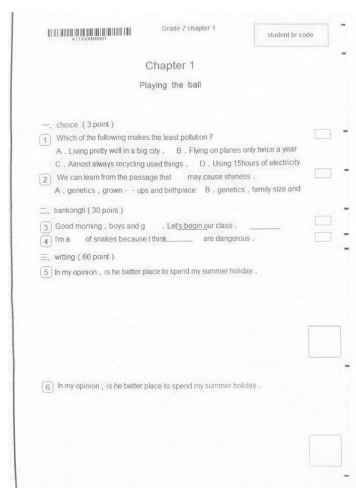 Grade 7 chapter 1
student br code
A11XXXMMS01
Chapter 1
Playing the ball
一、choice ( 3 point )
1 Which of the following makes the least pollution ?
A．Living pretty well in a big city． B．Flying on planes only twice a year
C．Almost always recycling used things． D．Using 15hours of electricity
2 We can learn from the passage that may cause shyness．
A．genetics，grown－-ups and birthplace B．genetics，family size and
二、tiankongti ( 30 point )
3 Good morning，boys and g ．Let's begin our class． ______
4 I'm a of snakes because I think______ are dangerous．
三、witting ( 66 point )
5 In my opinion，is he better place to spend my summer holiday．
6 In my opinion，is he better place to spend my summer holiday．